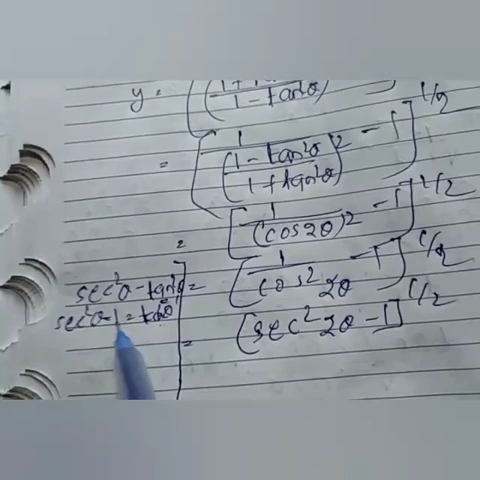 y = [(1+tan²θ / 1-tan²θ)
= [1 / (1-tan²θ / 1+tan²θ)² - 1]^1/2
= [1 / (cos2θ)² - 1]^1/2
sec²θ - tan²θ = [1 / cos² 2θ - 1]^1/2
sec²θ - 1 = tan²θ = [sec² 2θ - 1]^1/2